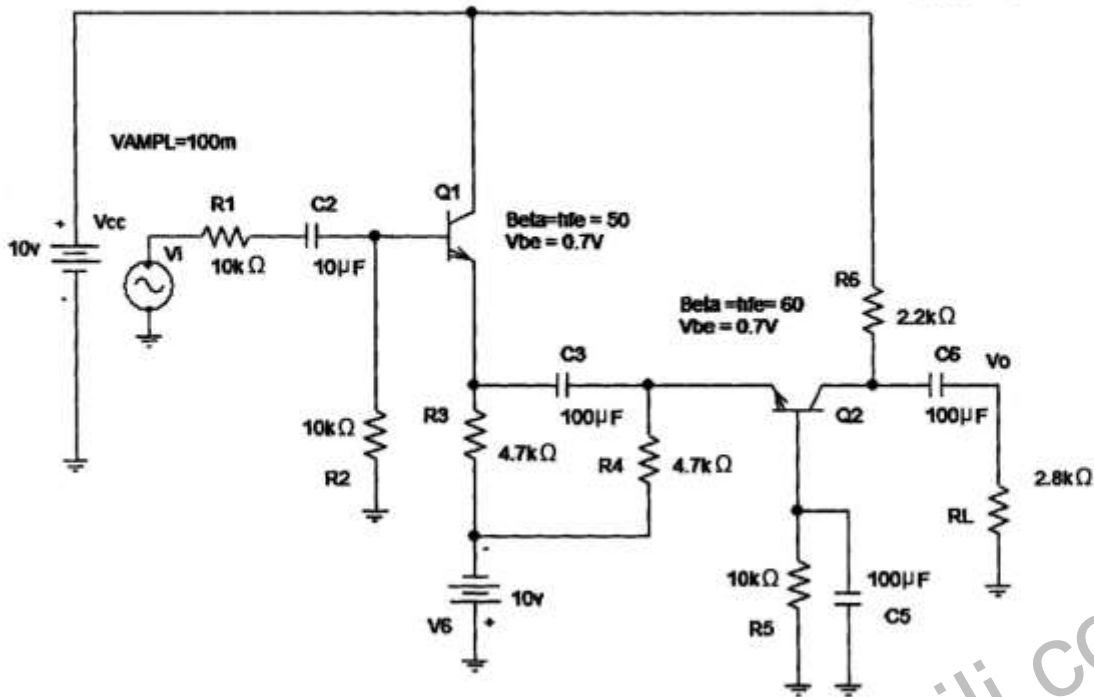 VAMPL=100m
Q1
R1
C2
Vcc
+
10v
-
Vi
10kΩ
10µF
Beta=hfe = 50
Vbe = 0.7V
Beta =hfe= 60
Vbe = 0.7V
R6
2.2kΩ
C3
C6
Vo
100µF
100µF
Q2
R3
4.7kΩ
R4
4.7kΩ
10kΩ
R2
2.8kΩ
RL
-
10v
V6
+
10kΩ
R5
100µF
C5